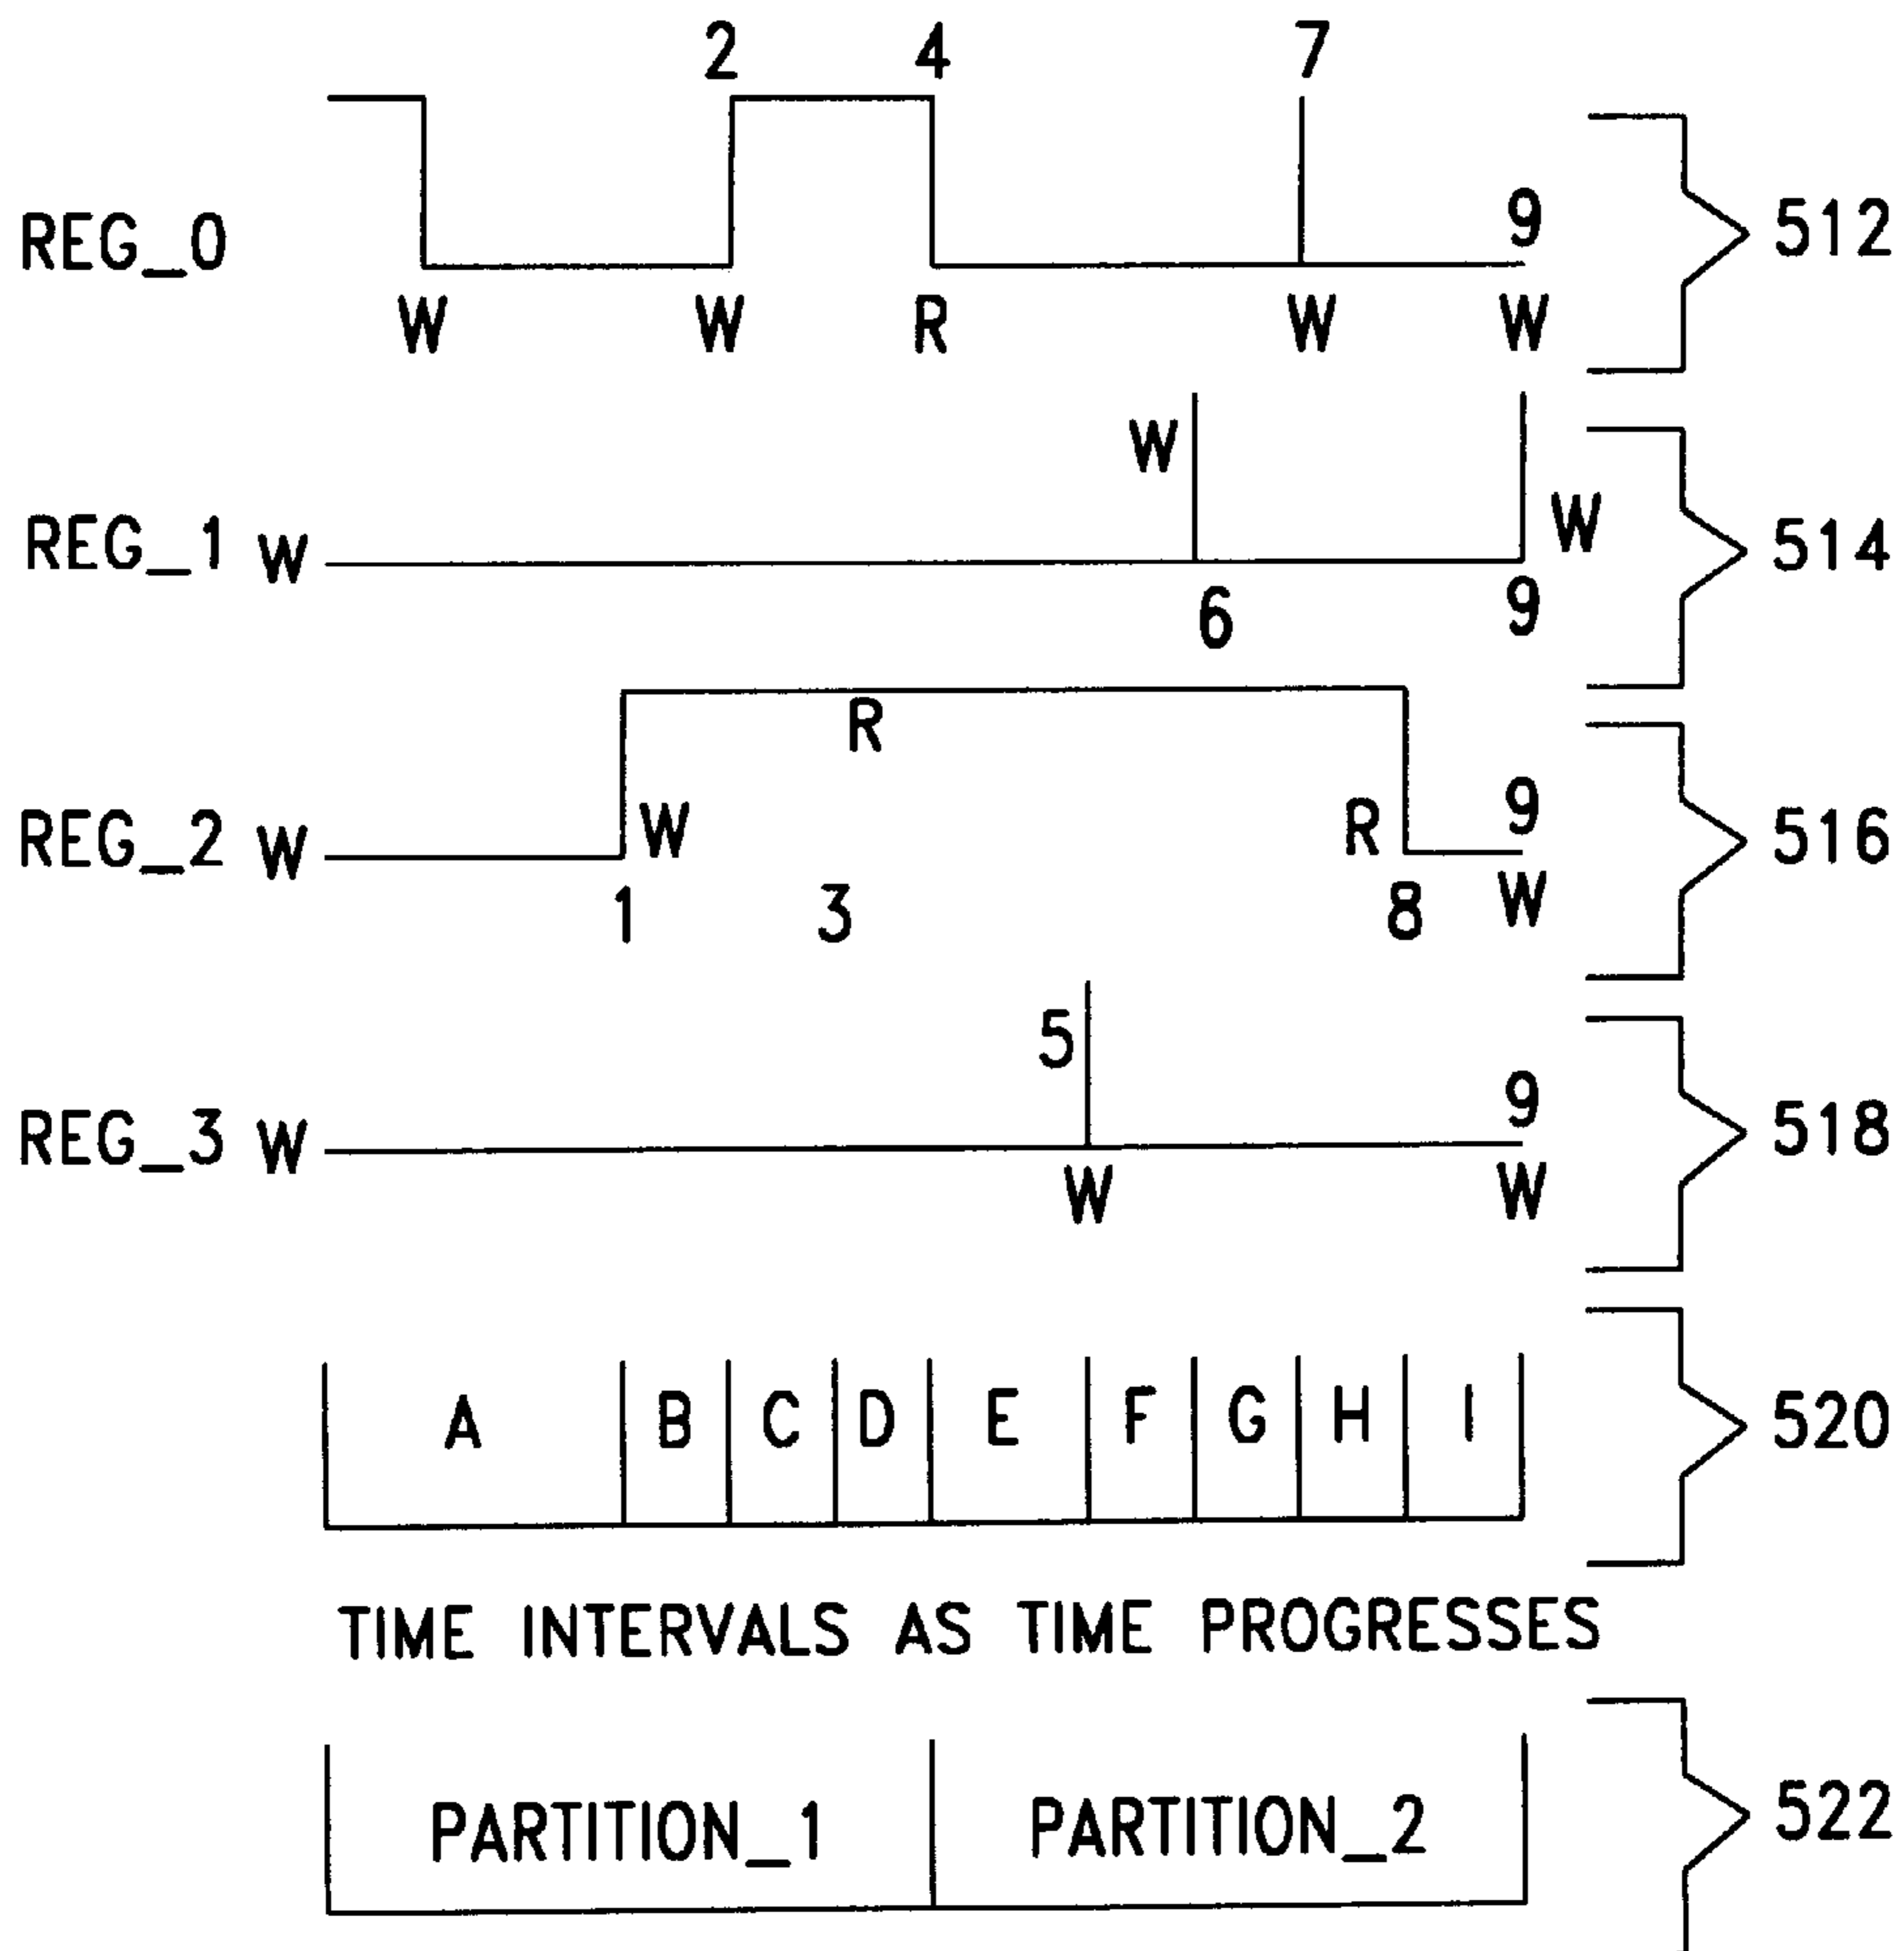 2 4 7
REG_0 9 512
W W R W W
W
REG_1 W W 514
6 9
R
REG_2 W W R 9 516
1 3 8 W
5
REG_3 W 9 518
W W
A B C D E F G H I 520
TIME INTERVALS AS TIME PROGRESSES
PARTITION_1 PARTITION_2 522